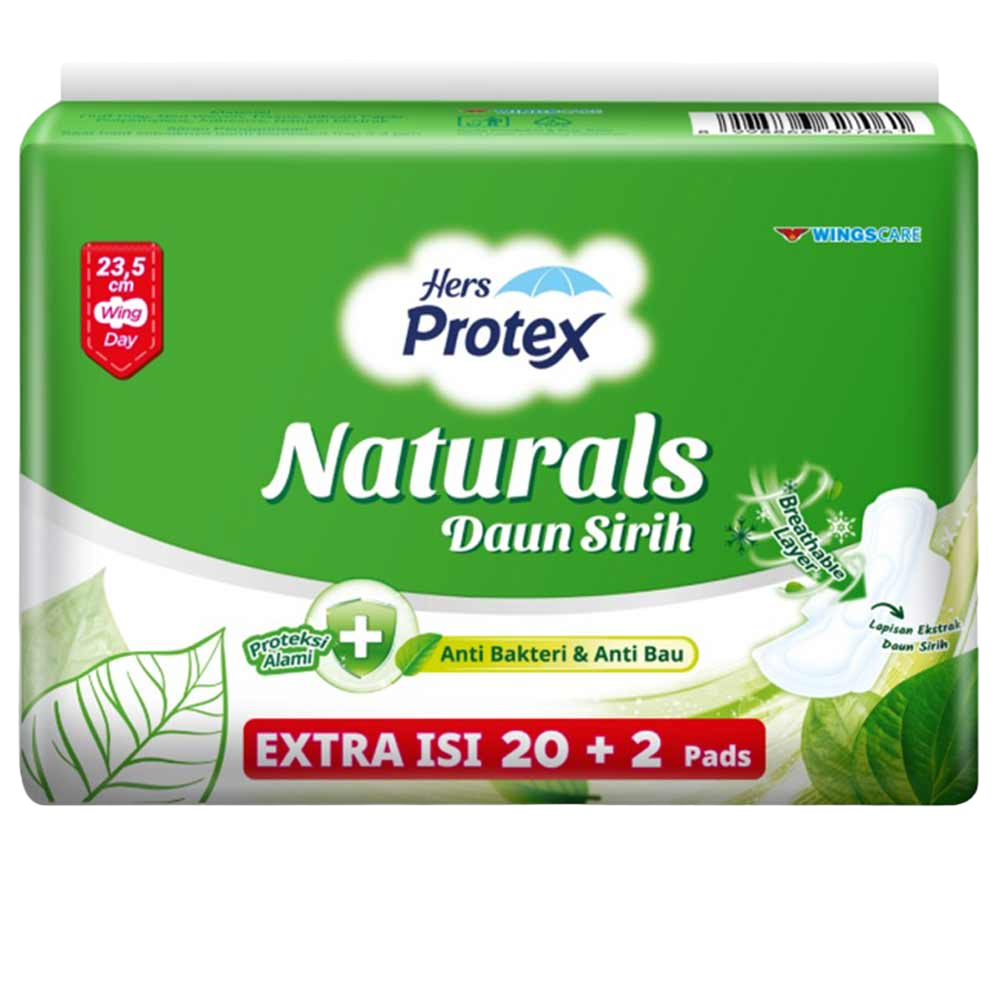 WINGSCARE
23,5
cm
Wing
Day
Hers
Protex
Naturals
Daun Sirih
Breathable
Layer
Lapisan Ekstrak
Daun Sirih
Proteksi
Alami
Anti Bakteri & Anti Bau
EXTRA ISI 20 + 2 Pads